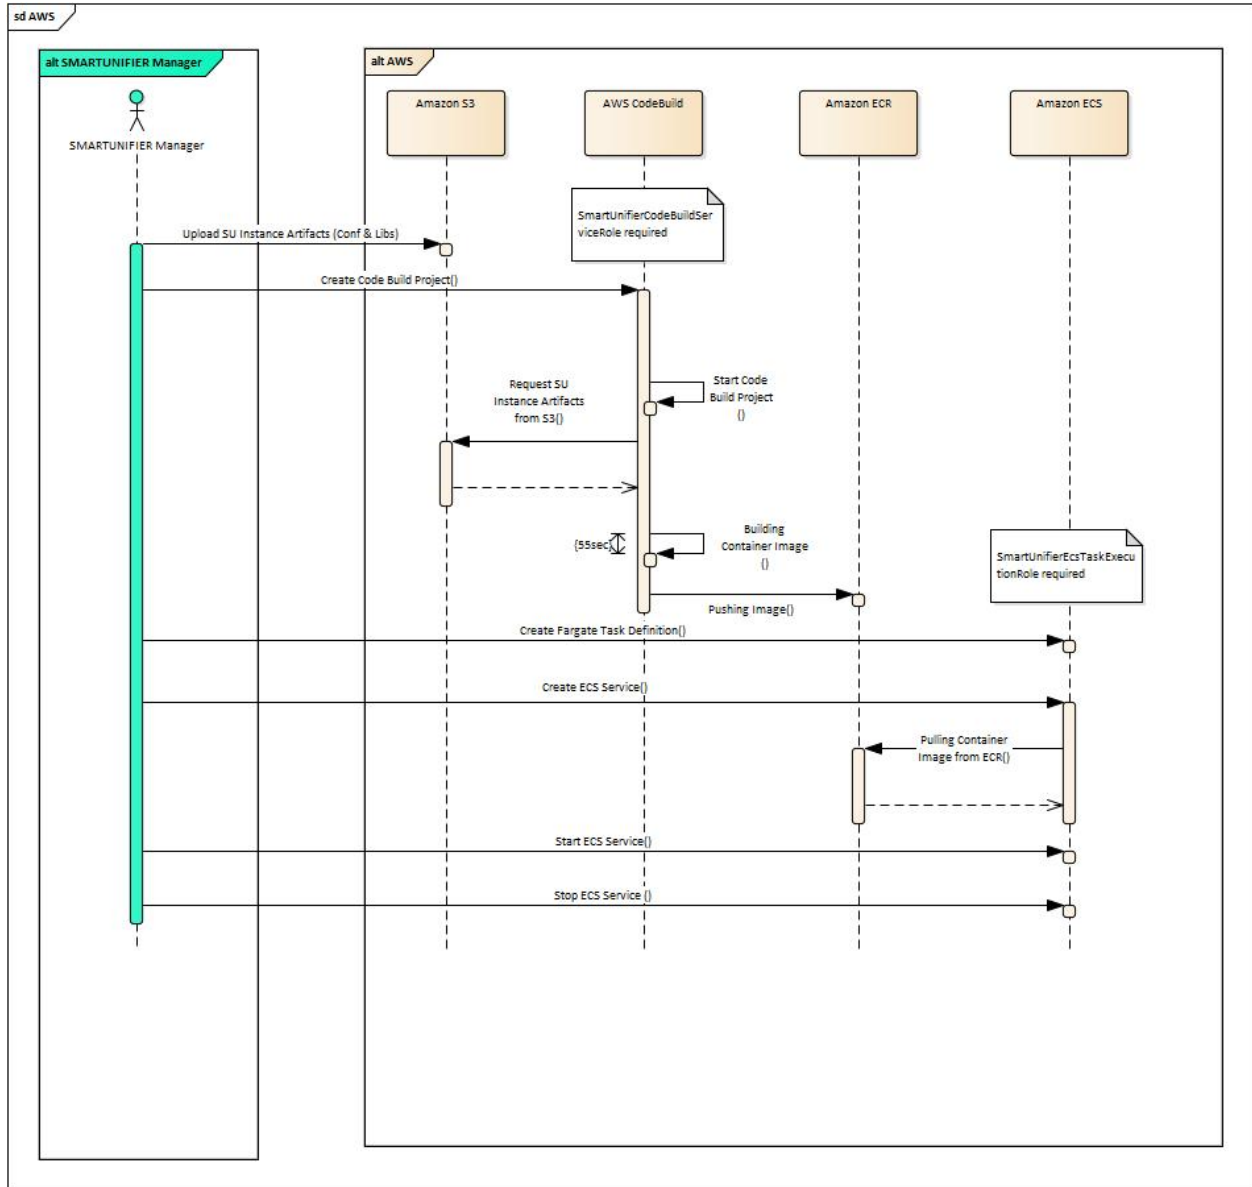 sd AWS
alt SMARTUNIFIER Manager
alt AWS
Amazon S3
AWS CodeBuild
Amazon ECR
Amazon ECS
SMARTUNIFIER Manager
SmartUnifierCodeBuildSer
viceRole required
Upload SU Instance Artifacts (Conf & Libs)
Create Code Build Project()
Start Code
Build Project
()
Request SU
Instance Artifacts
from S3()
Building
Container Image
()
{55sec}
SmartUnifierEcsTaskExecu
tionRole required
Pushing Image()
Create Fargate Task Definition()
Create ECS Service()
Pulling Container
Image from ECR()
Start ECS Service()
Stop ECS Service ()